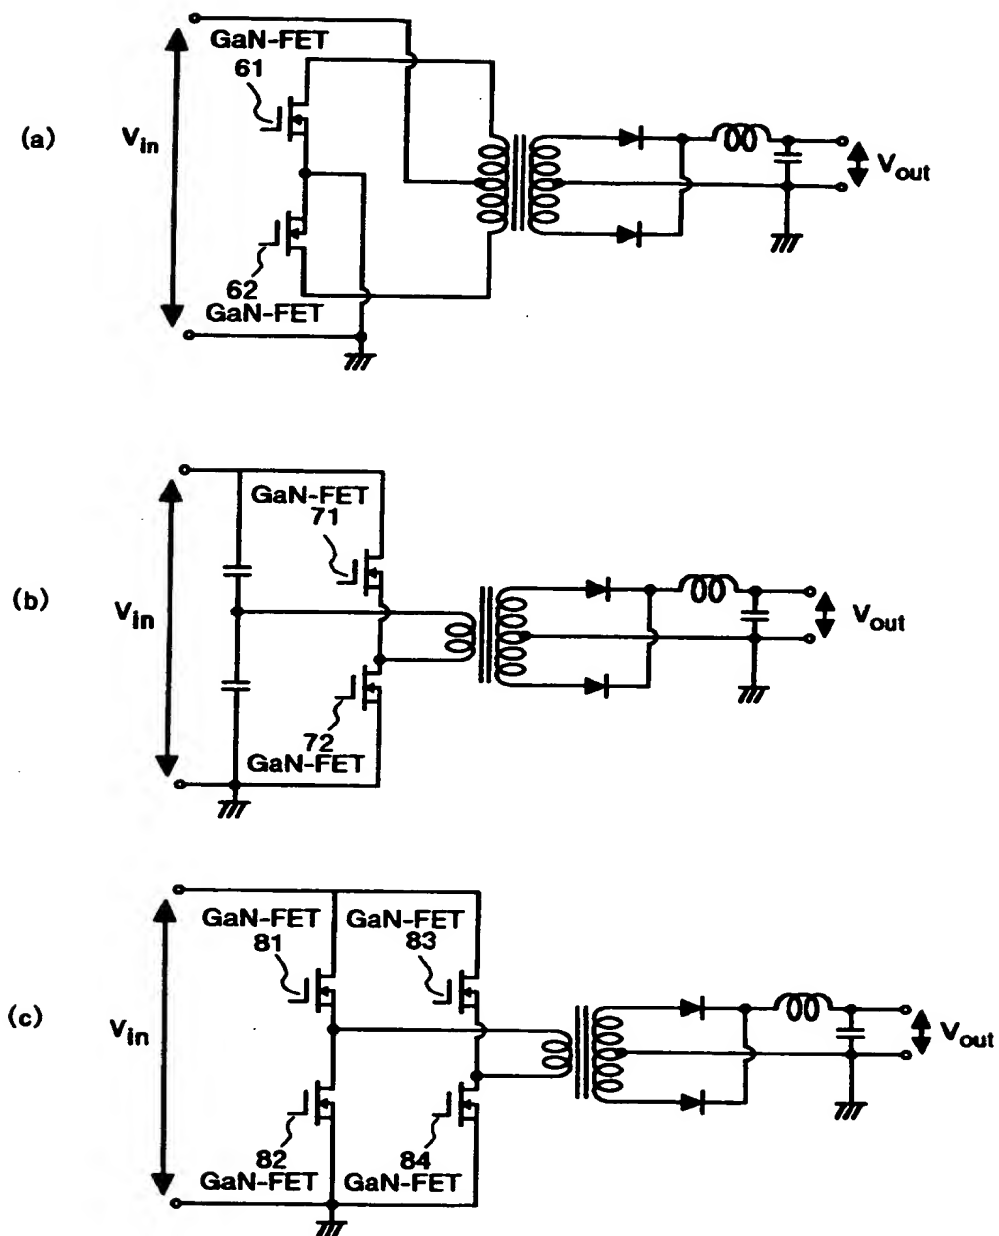 (a)
GaN-FET
61
Vin
62
GaN-FET
Vout
(b)
GaN-FET
71
Vin
72
GaN-FET
Vout
(c)
GaN-FET GaN-FET
81 83
Vin
82 84
GaN-FET GaN-FET
Vout